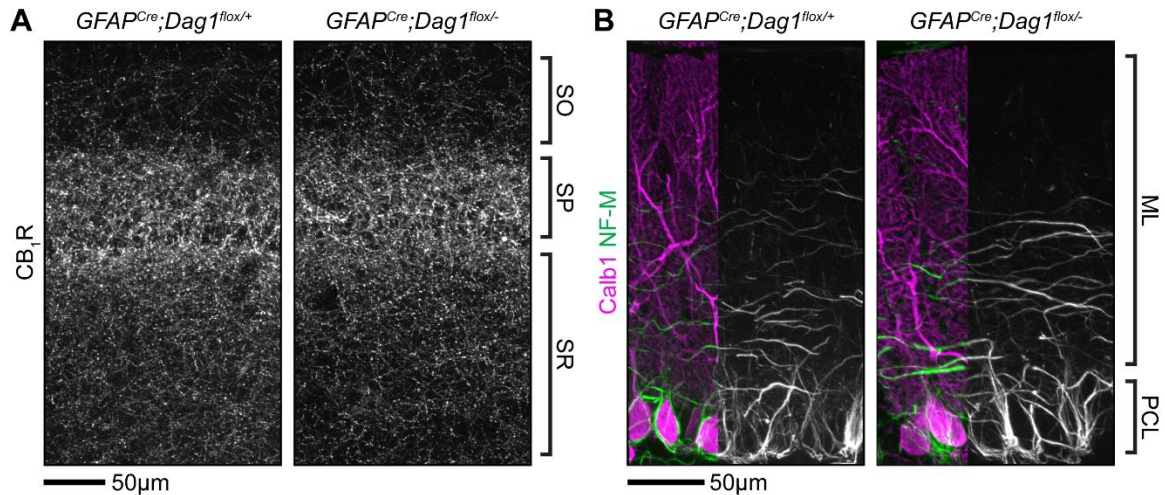 A
GFAPCre;Dag1flox/+
GFAPCre;Dag1flox/-
CB1R
SO
SP
SR
50µm
B
GFAPCre;Dag1flox/+
GFAPCre;Dag1flox/-
Calb1 NF-M
ML
PCL
50µm